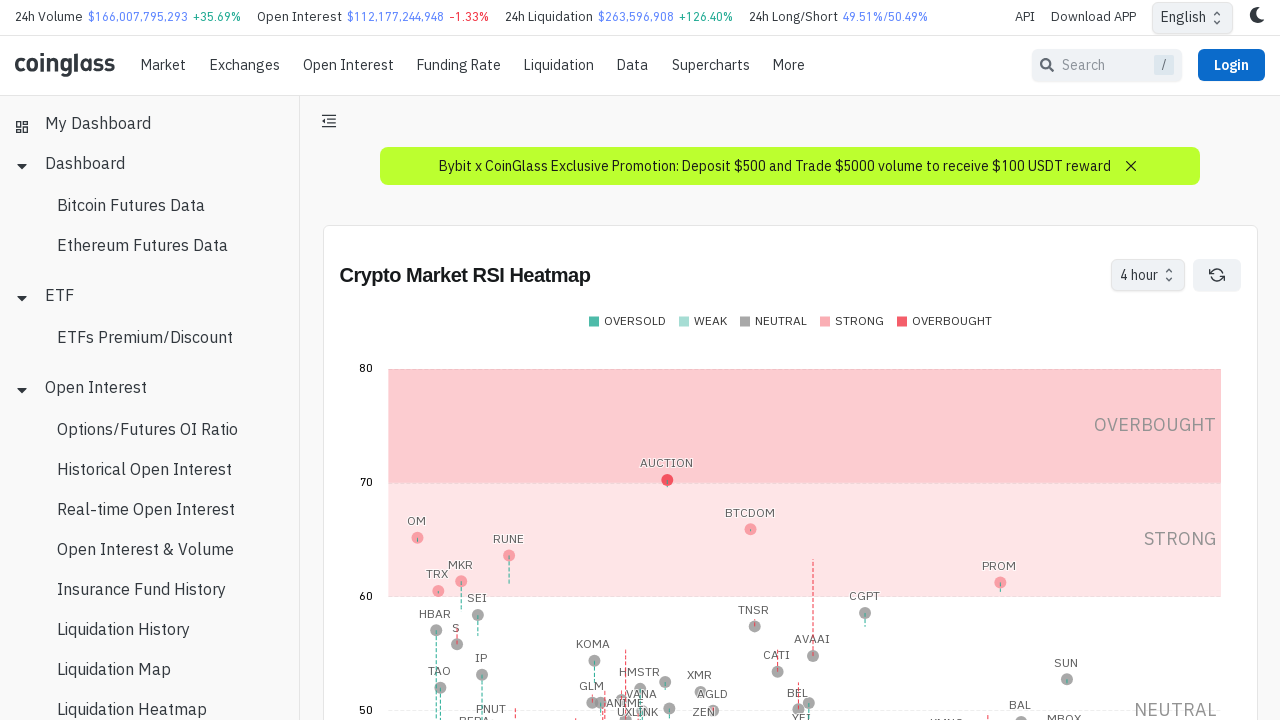 24h Volume $166,007,795,293 +35.69% Open Interest $112,177,244,948 -1.33% 24h Liquidation $263,596,908 +126.40% 24h Long/Short 49.51%/50.49% API Download APP English
coinglass Market Exchanges Open Interest Funding Rate Liquidation Data Supercharts More Search / Login
My Dashboard
Dashboard
Bitcoin Futures Data
Ethereum Futures Data
ETF
ETFs Premium/Discount
Open Interest
Options/Futures OI Ratio
Historical Open Interest
Real-time Open Interest
Open Interest & Volume
Insurance Fund History
Liquidation History
Liquidation Map
Liquidation Heatmap
Bybit x CoinGlass Exclusive Promotion: Deposit $500 and Trade $5000 volume to receive $100 USDT reward
Crypto Market RSI Heatmap 4 hour
OVERSOLD WEAK NEUTRAL STRONG OVERBOUGHT
80
OVERBOUGHT
AUCTION
70
BTCDOM
OM
RUNE
STRONG
MKR
PROM
TRX
60
SEI
CGPT
HBAR
TNSR
S
AVAAI
KOMA
CATI
IP
SUN
TAO
HMSTR
XMR
GLM
VANA
AGLD
BEL
ANIME
BAL
PNUT
UXLINK
ZEN
50
NEUTRAL
MBOX